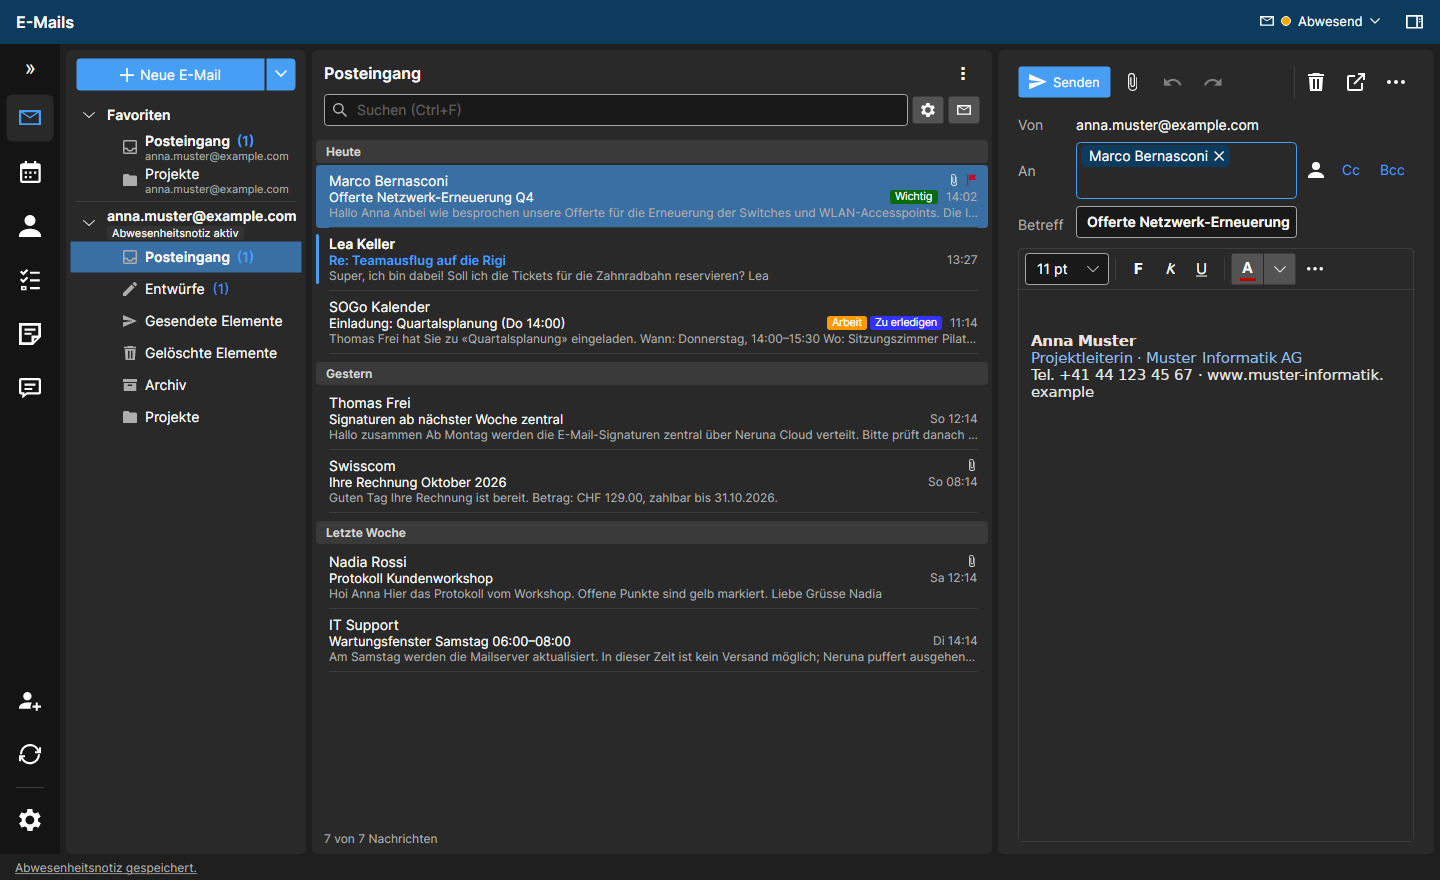 E-Mails
Abwesend
Neue E-Mail
Favoriten
Posteingang (1)
anna.muster@example.com
Projekte
anna.muster@example.com
anna.muster@example.com
Abwesenheitsnotiz aktiv
Posteingang (1)
Entwürfe (1)
Gesendete Elemente
Gelöschte Elemente
Archiv
Projekte
Posteingang
Suchen (Ctrl+F)
Heute
Marco Bernasconi
Offerte Netzwerk-Erneuerung Q4 Wichtig 14:02
Hallo Anna Anbei wie besprochen unsere Offerte für die Erneuerung der Switches und WLAN-Accesspoints. Die l...
Lea Keller
Re: Teamausflug auf die Rigi 13:27
Super, ich bin dabei! Soll ich die Tickets für die Zahnradbahn reservieren? Lea
SOGo Kalender
Einladung: Quartalsplanung (Do 14:00) Arbeit Zu erledigen 11:14
Thomas Frei hat Sie zu «Quartalsplanung» eingeladen. Wann: Donnerstag, 14:00–15:30 Wo: Sitzungszimmer Pilat...
Gestern
Thomas Frei
Signaturen ab nächster Woche zentral So 12:14
Hallo zusammen Ab Montag werden die E-Mail-Signaturen zentral über Neruna Cloud verteilt. Bitte prüft danach ...
Swisscom
Ihre Rechnung Oktober 2026 So 08:14
Guten Tag Ihre Rechnung ist bereit. Betrag: CHF 129.00, zahlbar bis 31.10.2026.
Letzte Woche
Nadia Rossi
Protokoll Kundenworkshop Sa 12:14
Hoi Anna Hier das Protokoll vom Workshop. Offene Punkte sind gelb markiert. Liebe Grüsse Nadia
IT Support
Wartungsfenster Samstag 06:00–08:00 Di 14:14
Am Samstag werden die Mailserver aktualisiert. In dieser Zeit ist kein Versand möglich; Neruna puffert ausgehen...
7 von 7 Nachrichten
Senden
Von anna.muster@example.com
An Marco Bernasconi Cc Bcc
Betreff Offerte Netzwerk-Erneuerung
11 pt F K U A
Anna Muster
Projektleiterin · Muster Informatik AG
Tel. +41 44 123 45 67 · www.muster-informatik.
example
Abwesenheitsnotiz gespeichert.